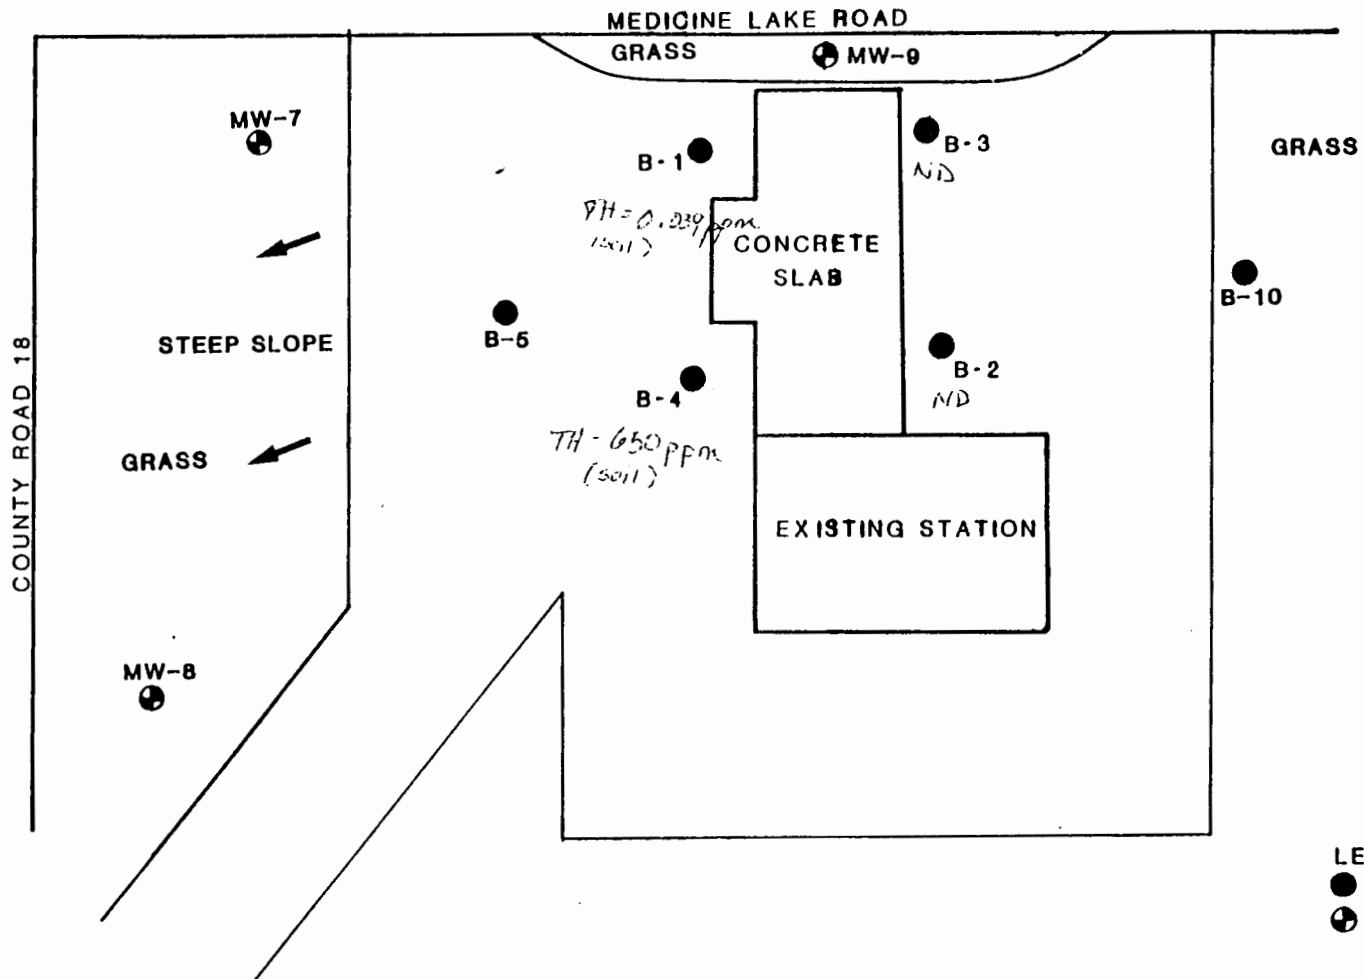 MEDICINE LAKE ROAD
GRASS
MW-9
MW-7
B-1
B-3
ND
GRASS
(soil)
CONCRETE
SLAB
B-10
B-5
STEEP SLOPE
B-2
ND
B-4
TH - 650 ppm
(soil)
GRASS
COUNTY ROAD 18
EXISTING STATION
MW-8
LE